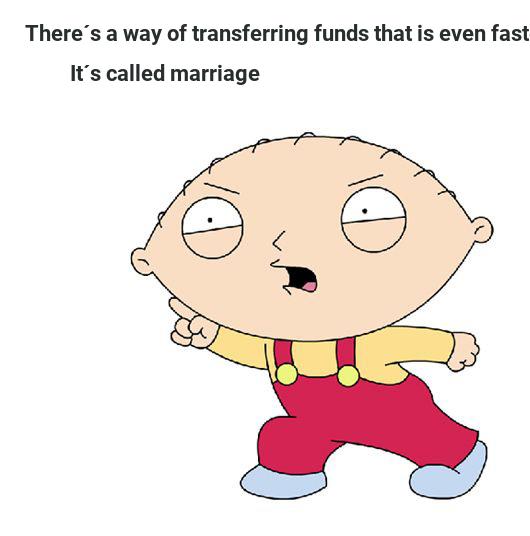 There´s a way of transferring funds that is even fast
It´s called marriage